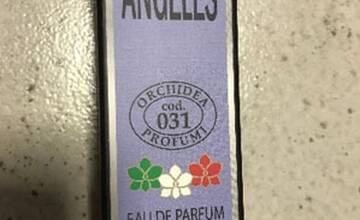 ANGELES
ORCHIDEA
cod.
031
PROFUMI
EAU DE PARFUM